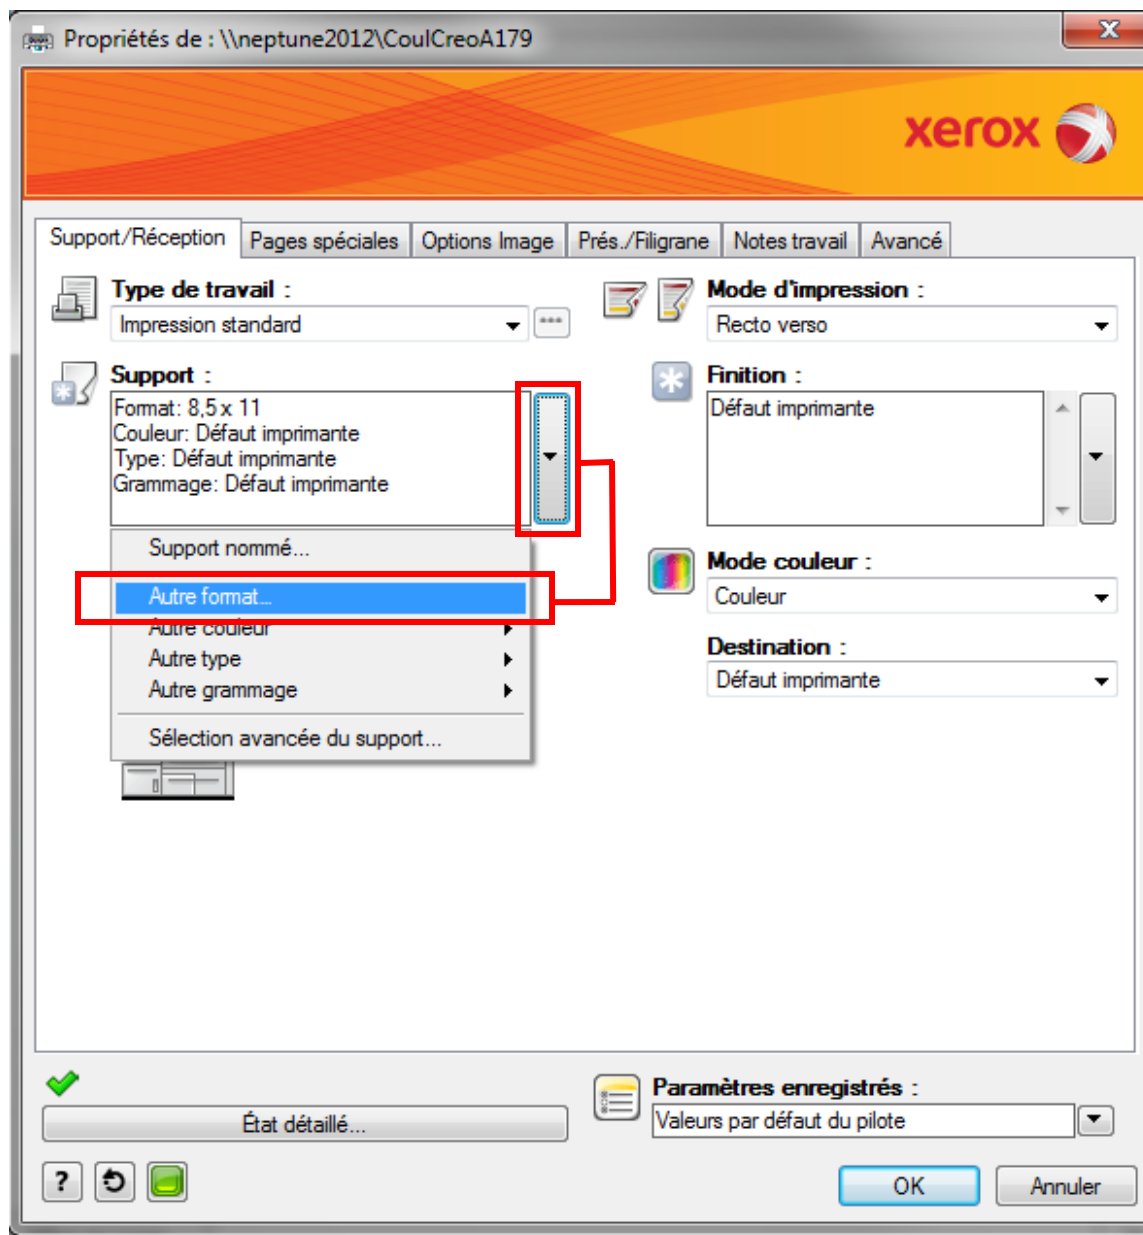 Propriétés de : \\neptune2012\CoulCreoA179
x
xerox
Support/Réception
Pages spéciales
Options Image
Prés./Filigrane
Notes travail
Avancé
Type de travail :
Impression standard
Mode d'impression :
Recto verso
Support :
Format: 8,5 x 11
Couleur: Défaut imprimante
Type: Défaut imprimante
Grammage: Défaut imprimante
Finition :
Défaut imprimante
Support nommé...
Autre format...
Autre couleur
Autre type
Autre grammage
Sélection avancée du support...
Mode couleur :
Couleur
Destination :
Défaut imprimante
État détaillé...
Paramètres enregistrés :
Valeurs par défaut du pilote
?
OK
Annuler